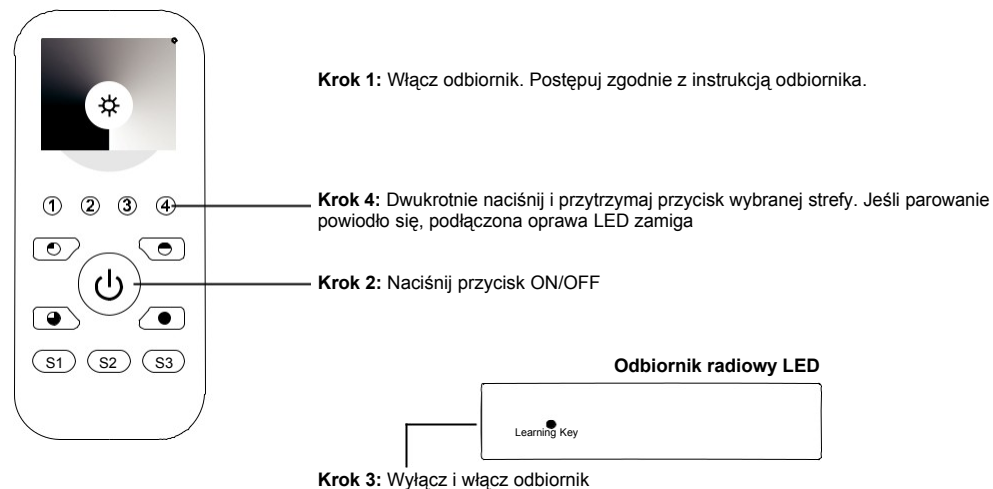 Krok 1: Włącz odbiornik. Postępuj zgodnie z instrukcją odbiornika.
1 2 3 4
Krok 4: Dwukrotnie naciśnij i przytrzymaj przycisk wybranej strefy. Jeśli parowanie
powiodło się, podłączona oprawa LED zamiga
Krok 2: Naciśnij przycisk ON/OFF
S1 S2 S3
Odbiornik radiowy LED
Learning Key
Krok 3: Wyłącz i włącz odbiornik